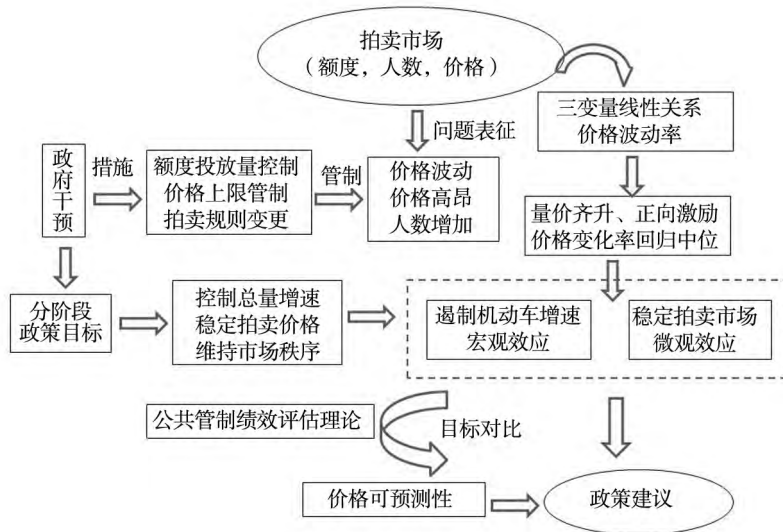 拍卖市场
（额度，人数，价格）
三变量线性关系
价格波动率
问题表征
政府干预
措施
额度投放量控制
价格上限管制
拍卖规则变更
管制
价格波动
价格高昂
人数增加
量价齐升、正向激励
价格变化率回归中位
分阶段
政策目标
控制总量增速
稳定拍卖价格
维持市场秩序
遏制机动车增速
宏观效应
稳定拍卖市场
微观效应
公共管制绩效评估理论
目标对比
价格可预测性
政策建议